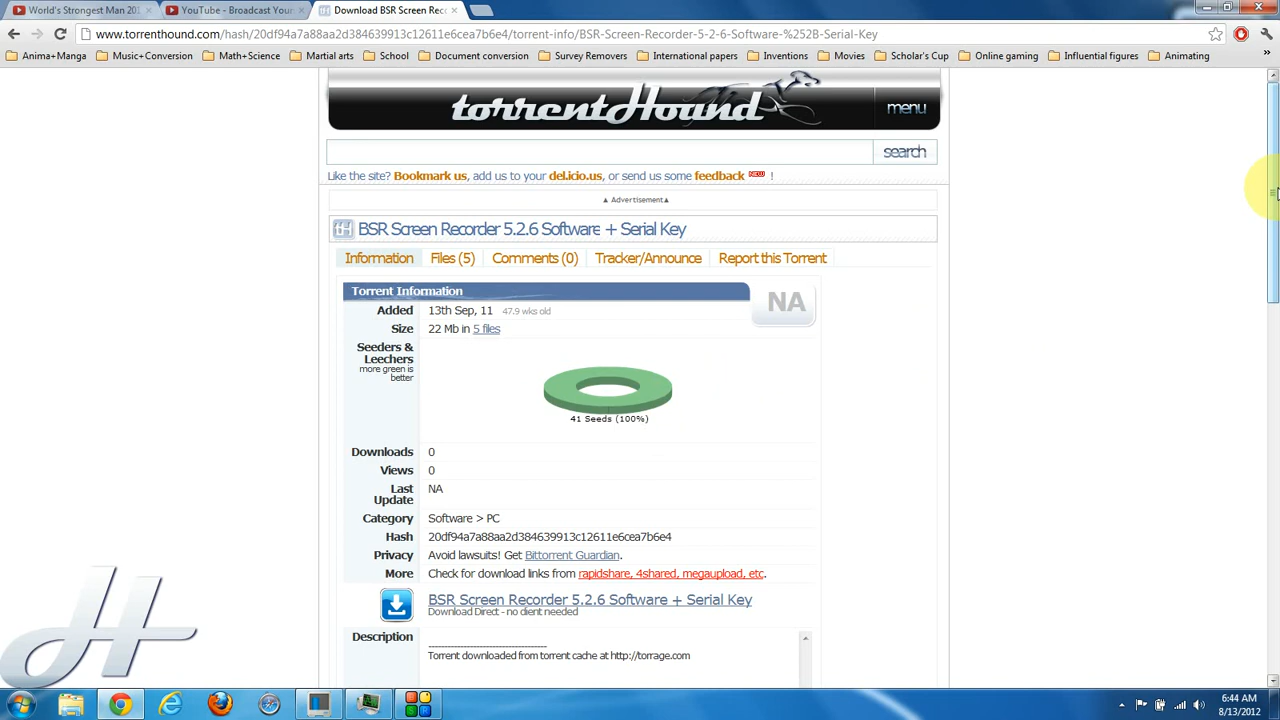 World's Strongest Man 20
YouTube - Broadcast Your
Download BSR Screen Rec
www.torrenthound.com/hash/20df94a7a88aa2d384639913c12611e6cea7b6e4/torrent-info/BSR-Screen-Recorder-5-2-6-Software-%252B-Serial-Key
Anima+Manga Music+Conversion Math+Science Martial arts School Document conversion Survey Removers International papers Inventions Movies Scholar's Cup Online gaming Influential figures Animating »
torrentHound
menu
search
Like the site? Bookmark us, add us to your del.icio.us, or send us some feedback NEW !
▲ Advertisement▲
tH BSR Screen Recorder 5.2.6 Software + Serial Key
Information Files (5) Comments (0) Tracker/Announce Report this Torrent
Torrent Information
NA
Added 13th Sep, 11 47.9 wks old
Size 22 Mb in 5 files
Seeders &
Leechers
more green is
better
41 Seeds (100%)
Downloads 0
Views 0
Last
Update NA
Category Software > PC
Hash 20df94a7a88aa2d384639913c12611e6cea7b6e4
Privacy Avoid lawsuits! Get Bittorrent Guardian.
More Check for download links from rapidshare, 4shared, megaupload, etc.
BSR Screen Recorder 5.2.6 Software + Serial Key
Download Direct - no client needed
Description
--------------------------------
Torrent downloaded from torrent cache at http://torrage.com
H
6:44 AM
8/13/2012